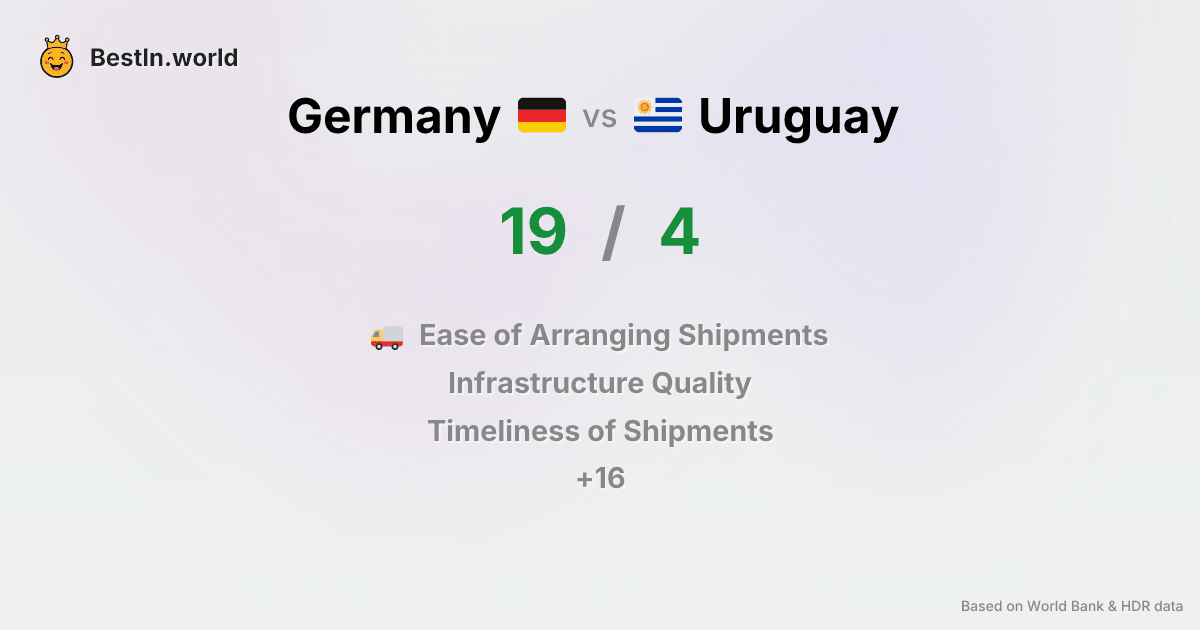 BestIn.world
Germany vs Uruguay
19 / 4
Ease of Arranging Shipments
Infrastructure Quality
Timeliness of Shipments
+16
Based on World Bank & HDR data